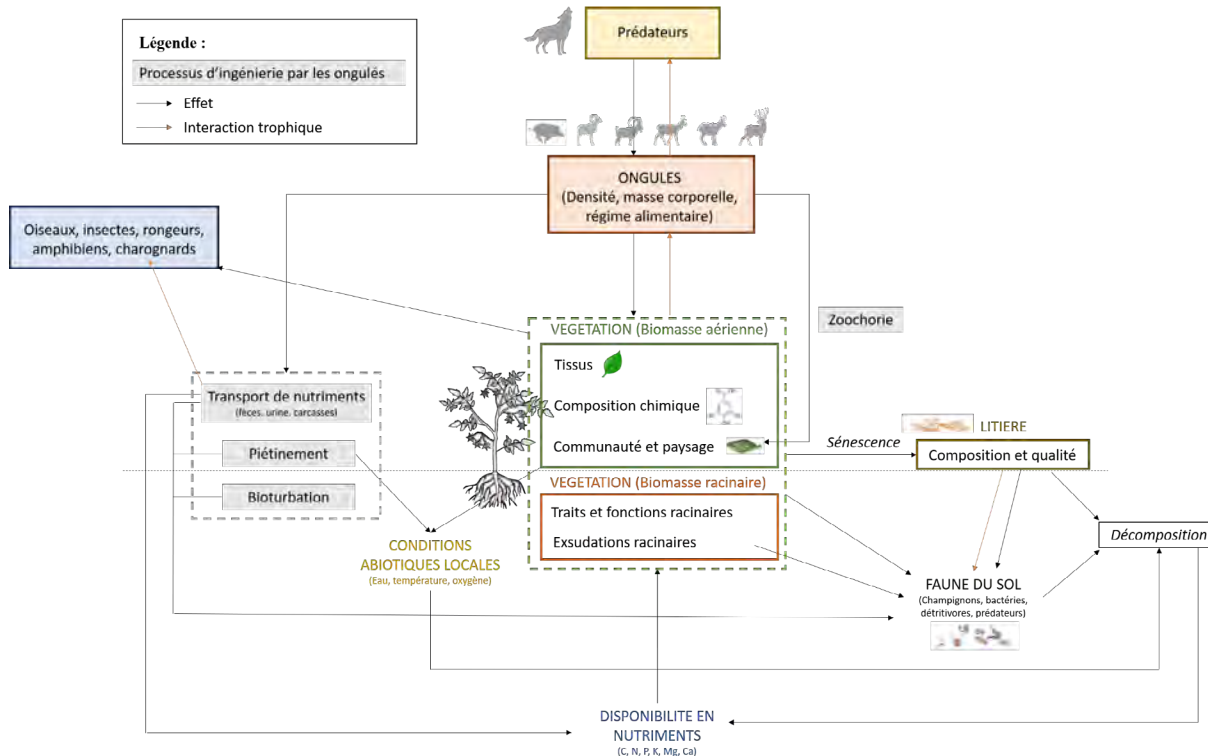 Légende :
Processus d'ingénierie par les ongulés
Effet
Interaction trophique
Prédateurs
ONGULES
(Densité, masse corporelle,
régime alimentaire)
Oiseaux, insectes, rongeurs,
amphibiens, charognards
Zoochorie
VEGETATION (Biomasse aérienne)
Tissus
Composition chimique
Communauté et paysage
Transport de nutriments
(fèces, urine, carcasses)
Piétinement
Bioturbation
Sénescence
LITIERE
Composition et qualité
VEGETATION (Biomasse racinaire)
Traits et fonctions racinaires
Exsudations racinaires
CONDITIONS
ABIOTIQUES LOCALES
(Eau, température, oxygène)
Décomposition
FAUNE DU SOL
(Champignons, bactéries,
détritivores, prédateurs)
DISPONIBILITE EN
NUTRIMENTS
(C, N, P, K, Mg, Ca)